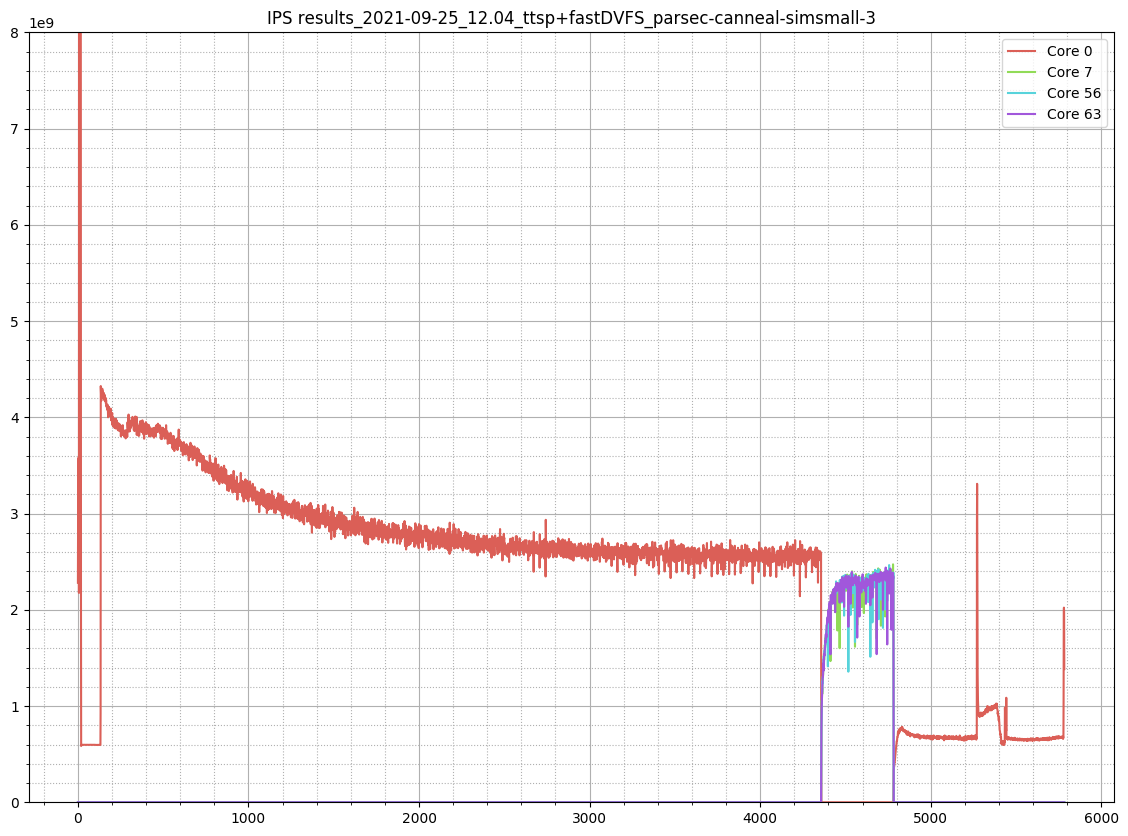 IPS results_2021-09-25_12.04_ttsp+fastDVFS_parsec-canneal-simsmall-3
1e9
8
7
6
5
4
3
2
1
0
Core 0
Core 7
Core 56
Core 63
0 1000 2000 3000 4000 5000 6000